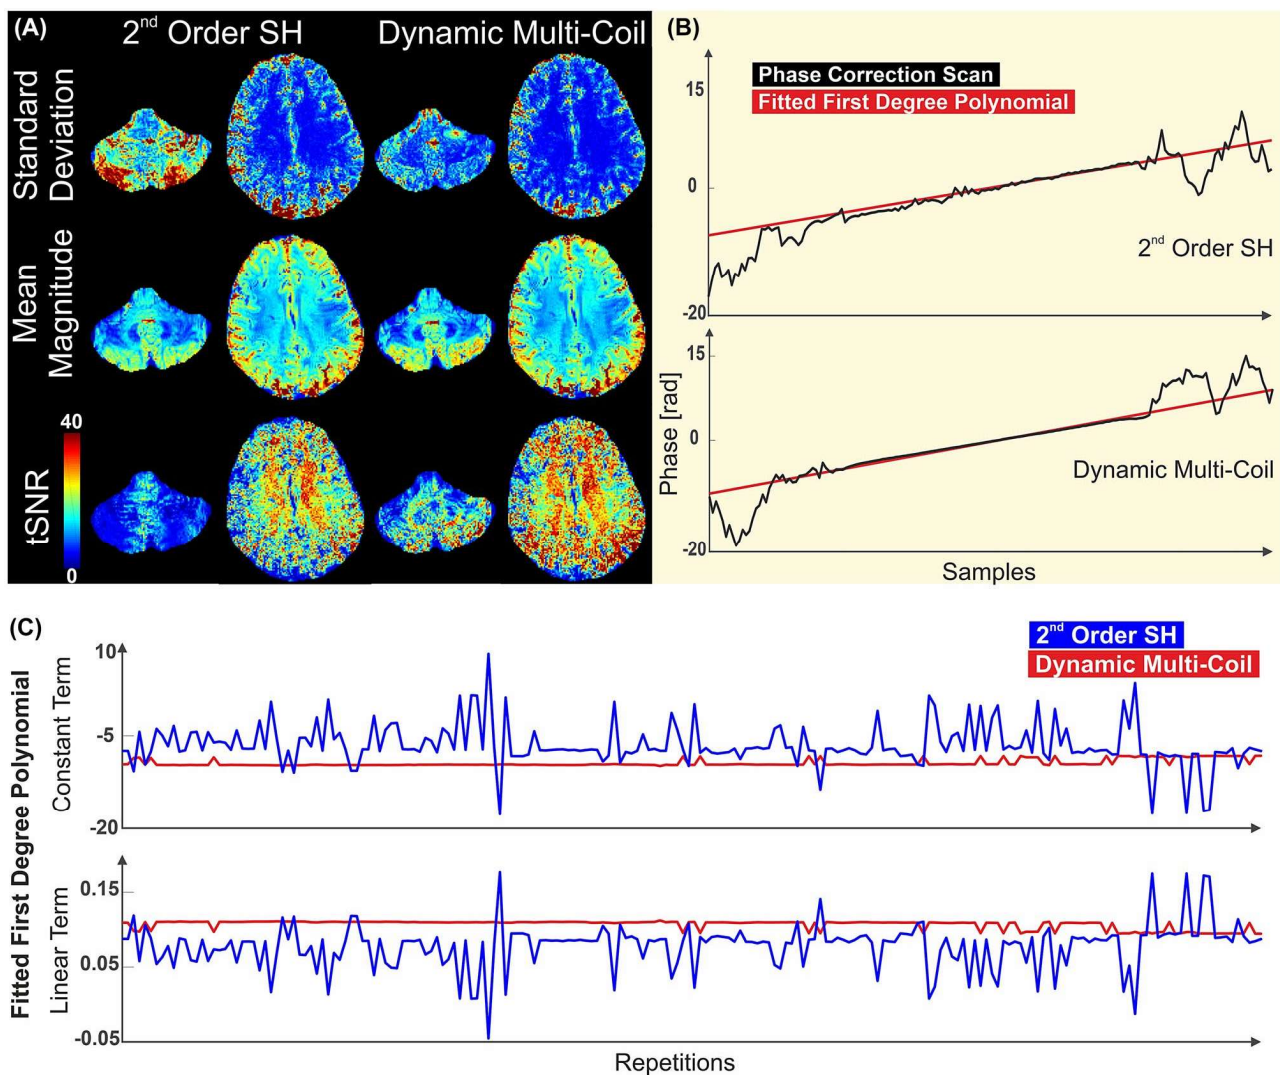 (A)
2nd Order SH
Dynamic Multi-Coil
Standard
Deviation
Mean
Magnitude
tSNR
40
0
(B)
15
Phase Correction Scan
Fitted First Degree Polynomial
0
2nd Order SH
-20
15
Phase [rad]
0
Dynamic Multi-Coil
-20
Samples
(C)
2nd Order SH
Dynamic Multi-Coil
Fitted First Degree Polynomial
Constant Term
10
-5
-20
Linear Term
0.15
0.05
-0.05
Repetitions